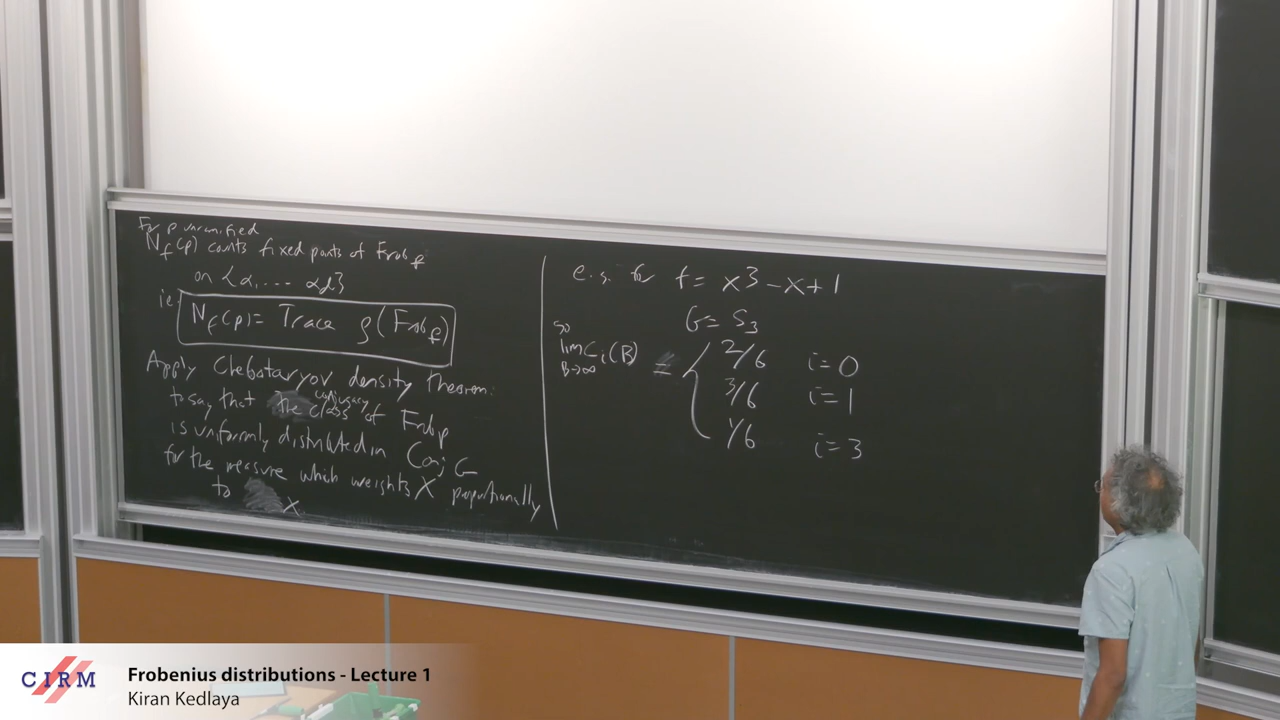 For p unramified
N_f(p) counts fixed points of Frob_p
on {α_1, ... α_d}
i.e.
N_f(p) = Trace ρ(Frob_p)
Apply Chebotaryov density theorem:
to say that the conjugacy class of Frob_p
is uniformly distributed in Conj G
for the measure which weights X proportionally
to X.
e.g. for f = x^3 - x + 1
G = S_3
so
lim C_i(B) = { 2/6 i=0
B→∞
3/6 i=1
1/6 i=3
CIRM
Frobenius distributions - Lecture 1
Kiran Kedlaya